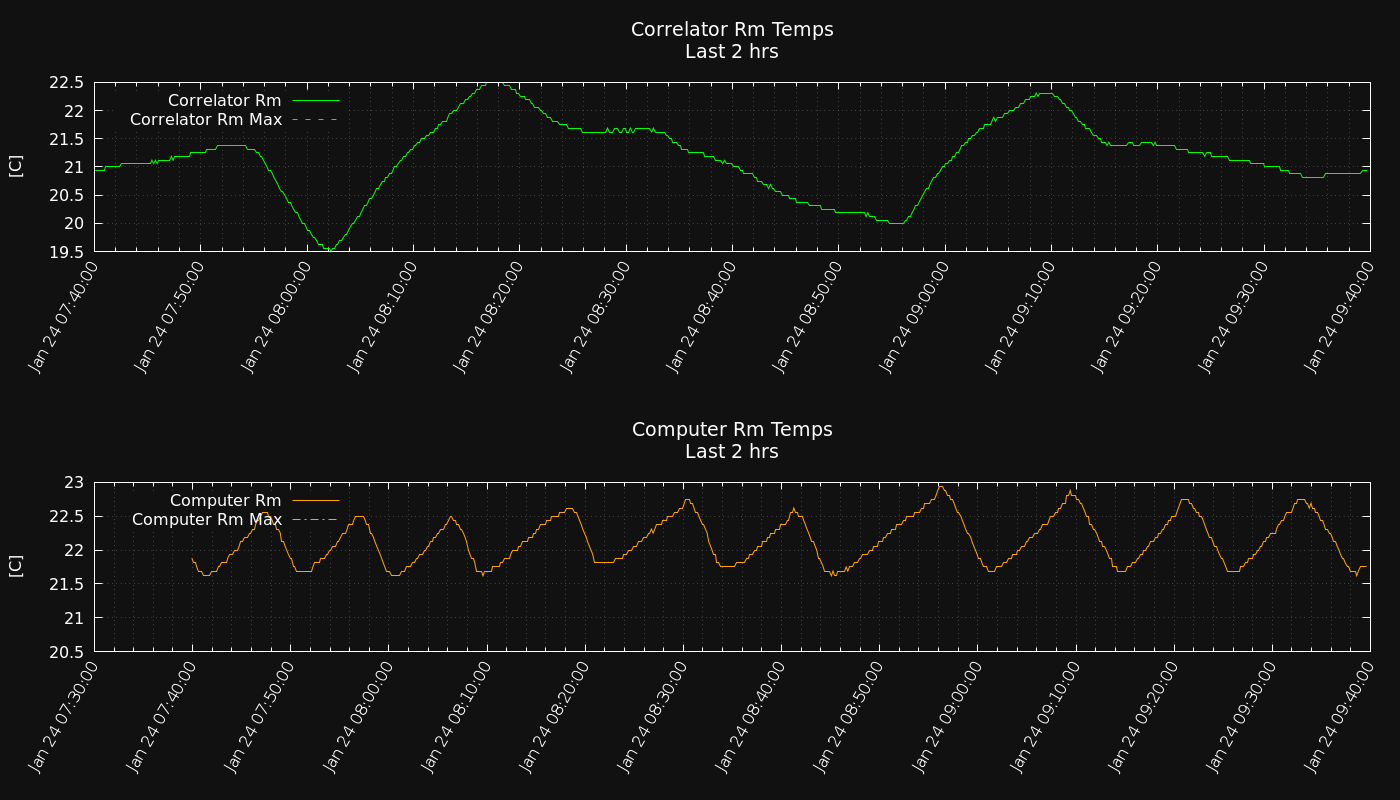 Correlator Rm Temps
Last 2 hrs
22.5
22
21.5
21
20.5
20
19.5
[C]
Correlator Rm
Correlator Rm Max
Jan 24 07:40:00
Jan 24 07:50:00
Jan 24 08:00:00
Jan 24 08:10:00
Jan 24 08:20:00
Jan 24 08:30:00
Jan 24 08:40:00
Jan 24 08:50:00
Jan 24 09:00:00
Jan 24 09:10:00
Jan 24 09:20:00
Jan 24 09:30:00
Jan 24 09:40:00
Computer Rm Temps
Last 2 hrs
23
22.5
22
21.5
21
20.5
[C]
Computer Rm
Computer Rm Max
Jan 24 07:30:00
Jan 24 07:40:00
Jan 24 07:50:00
Jan 24 08:00:00
Jan 24 08:10:00
Jan 24 08:20:00
Jan 24 08:30:00
Jan 24 08:40:00
Jan 24 08:50:00
Jan 24 09:00:00
Jan 24 09:10:00
Jan 24 09:20:00
Jan 24 09:30:00
Jan 24 09:40:00